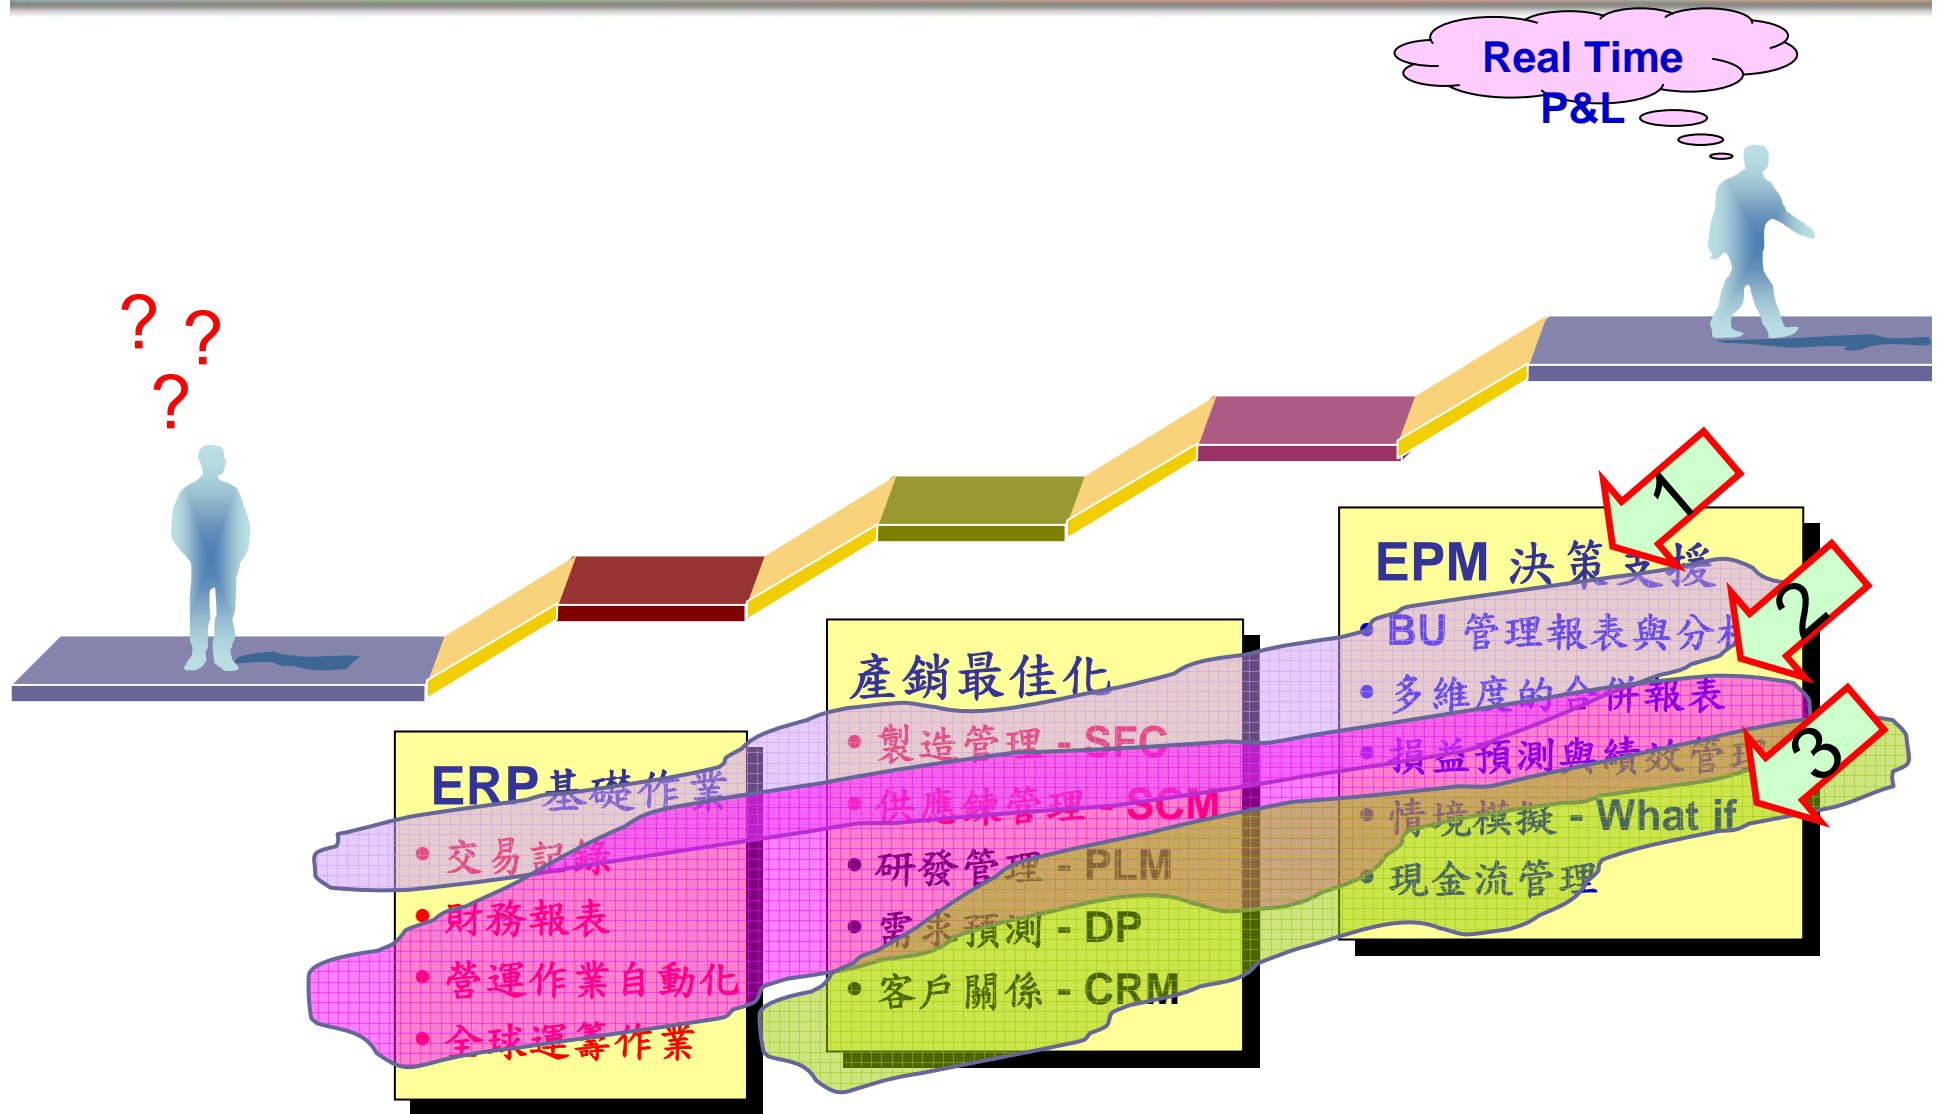 Real Time
P&L
?
?
?
1
2
3
EPM 決策支援
• BU 管理報表與分析
• 多維度的合併報表
• 損益預測與績效管理
• 情境模擬 - What if
• 現金流管理
產銷最佳化
• 製造管理 - SFC
• 供應鍊管理 - SCM
• 研發管理 - PLM
• 需求預測 - DP
• 客戶關係 - CRM
ERP基礎作業
• 交易記錄
• 財務報表
• 營運作業自動化
• 全球運籌作業